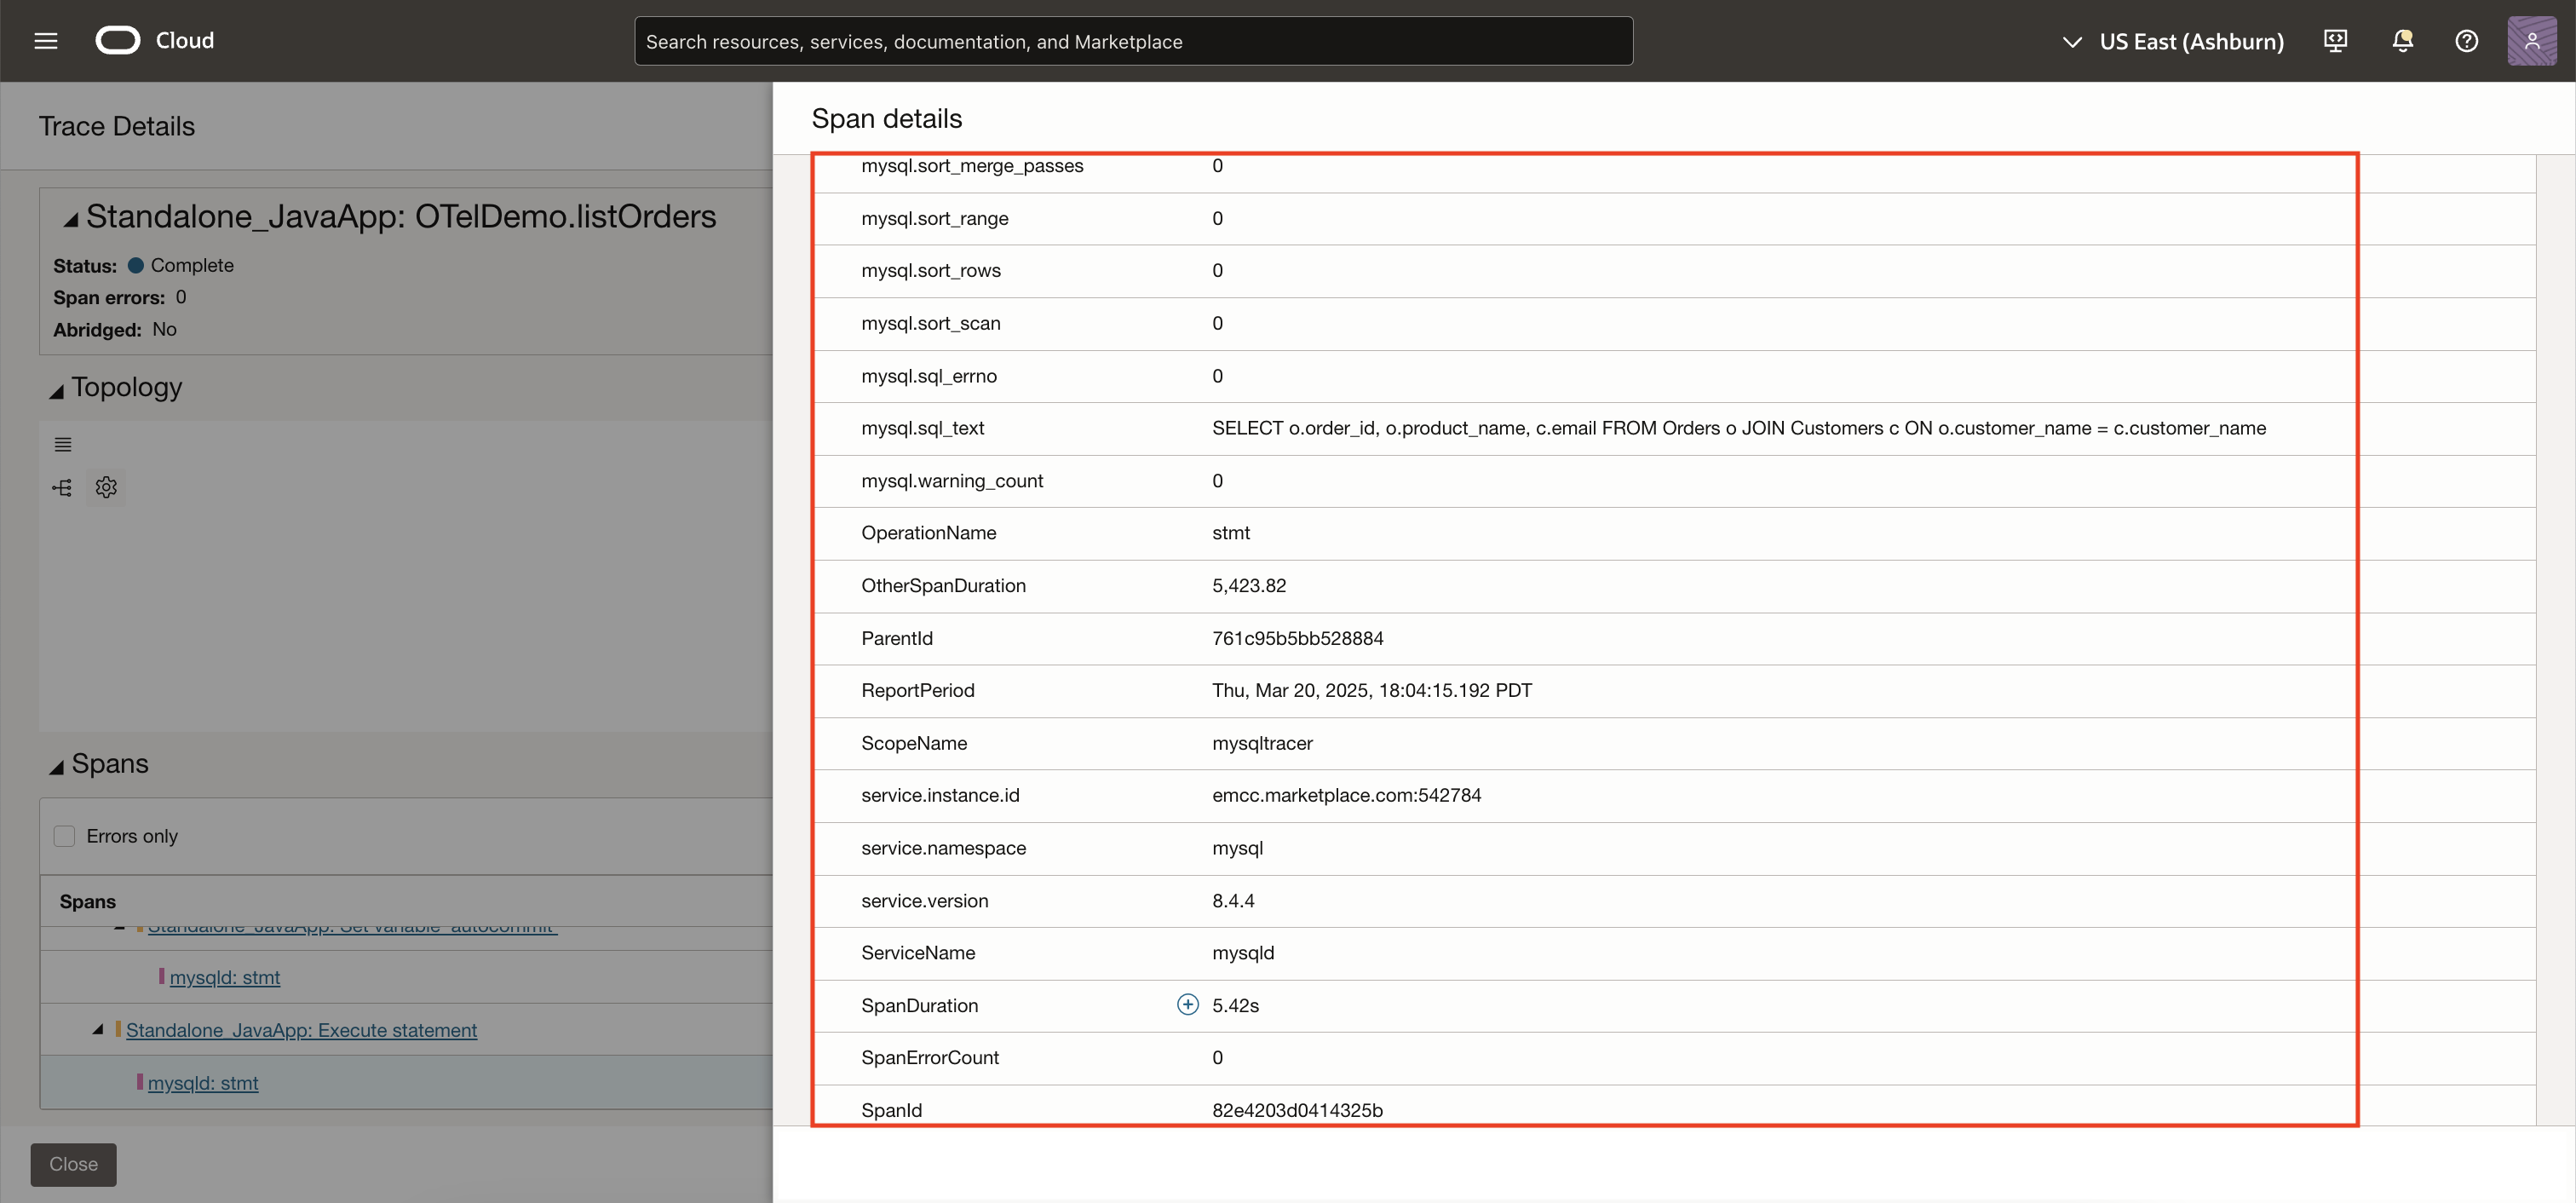 Cloud
Search resources, services, documentation, and Marketplace
US East (Ashburn)
Trace Details
Standalone_JavaApp: OTelDemo.listOrders
Status: Complete
Span errors: 0
Abridged: No
Topology
Spans
Errors only
Spans
Standalone_JavaApp: Set variable 'autocommit'
mysqld: stmt
Standalone_JavaApp: Execute statement
mysqld: stmt
Close
Span details
mysql.sort_merge_passes 0
mysql.sort_range 0
mysql.sort_rows 0
mysql.sort_scan 0
mysql.sql_errno 0
mysql.sql_text SELECT o.order_id, o.product_name, c.email FROM Orders o JOIN Customers c ON o.customer_name = c.customer_name
mysql.warning_count 0
OperationName stmt
OtherSpanDuration 5,423.82
ParentId 761c95b5bb528884
ReportPeriod Thu, Mar 20, 2025, 18:04:15.192 PDT
ScopeName mysqltracer
service.instance.id emcc.marketplace.com:542784
service.namespace mysql
service.version 8.4.4
ServiceName mysqld
SpanDuration 5.42s
SpanErrorCount 0
SpanId 82e4203d0414325b